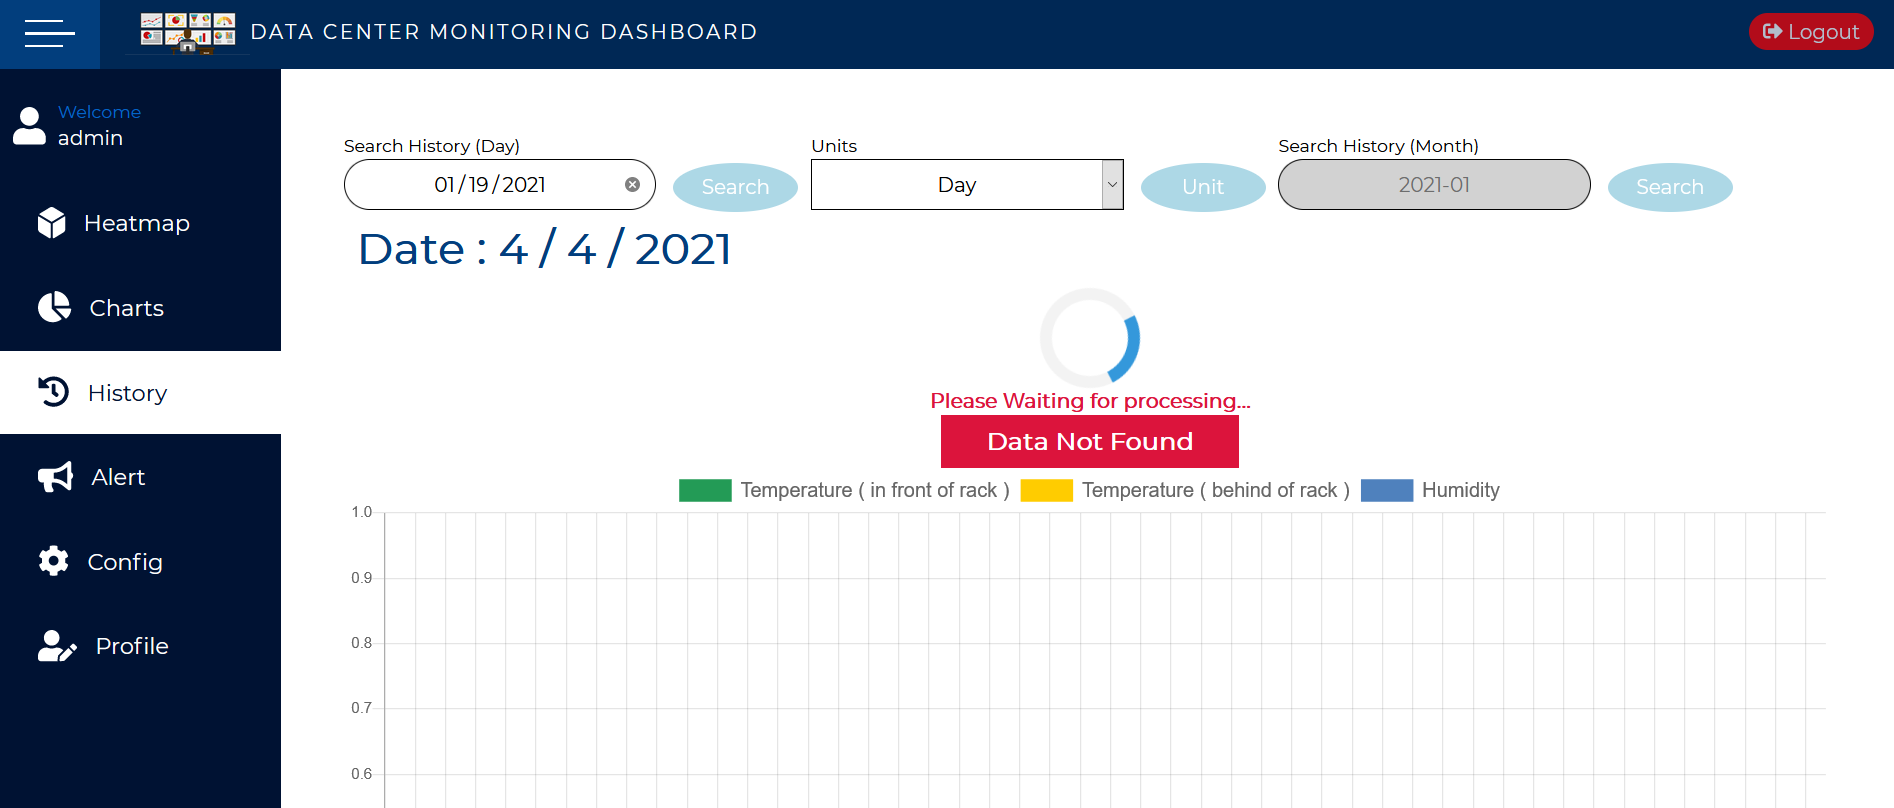 DATA CENTER MONITORING DASHBOARD
Logout
Welcome
admin
Heatmap
Charts
History
Alert
Config
Profile
Search History (Day)
01/19/2021
Search
Units
Day
Unit
Search History (Month)
2021-01
Search
Date : 4 / 4 / 2021
Please Waiting for processing...
Data Not Found
Temperature ( in front of rack )
Temperature ( behind of rack )
Humidity
1.0
0.9
0.8
0.7
0.6